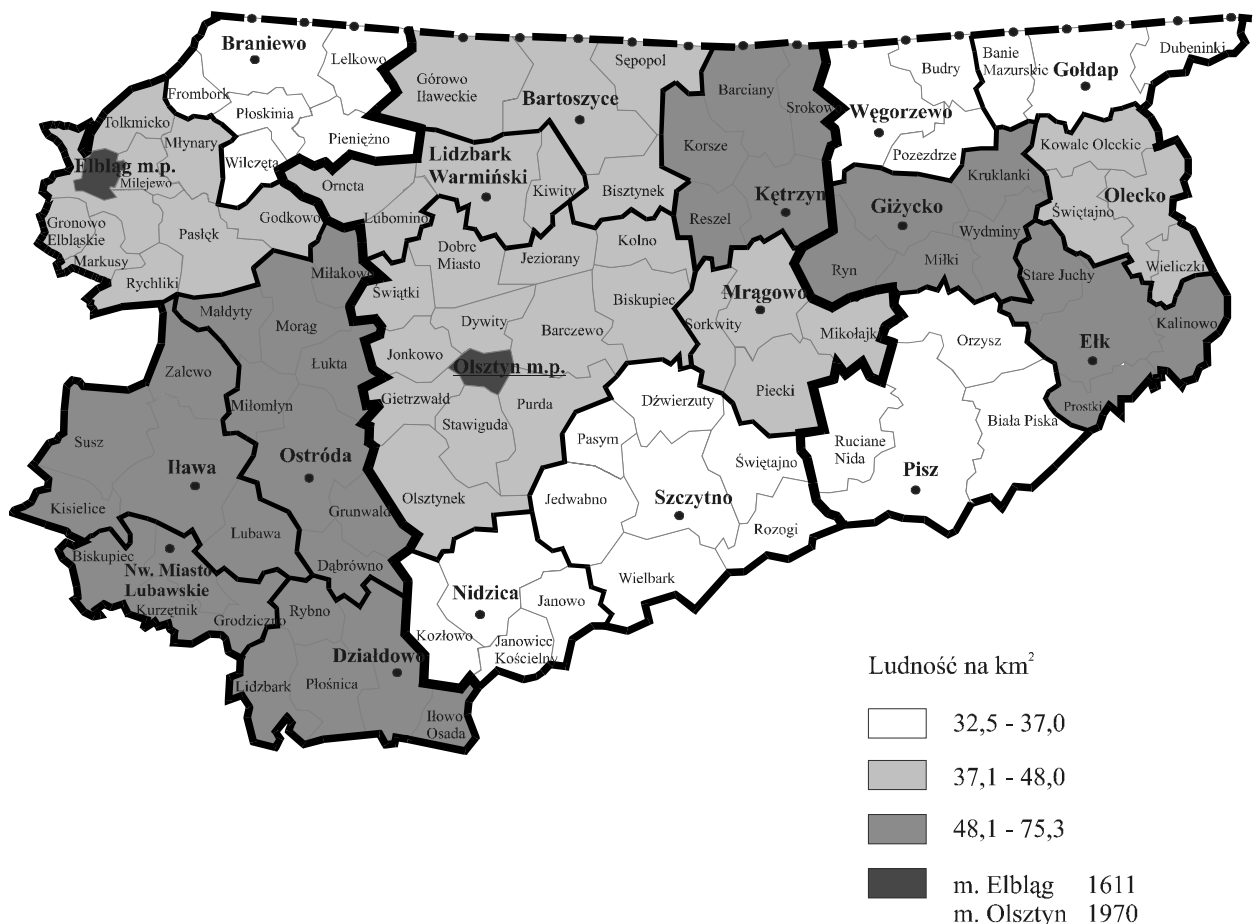 Braniewo
Lelkowo
Frombork
Płoskinia
Pieniężno
Wilczęta
Górowo
Iławeckie
Sępopol
Bartoszyce
Bisztynek
Barciany
Srokow
Korsze
Kętrzyn
Reszel
Budry
Węgorzewo
Pozezdrze
Banie
Mazurskie
Gołdap
Dubeninki
Tolkmicko
Młynary
Elbląg m.p.
Milejewo
Gronowo
Elbląskie
Markusy
Pasłęk
Rychliki
Godkowo
Lidzbark
Warmiński
Orneta
Lubomino
Kiwity
Kruklanki
Giżycko
Wydminy
Ryn
Miłki
Kowale Oleckie
Olecko
Świętajno
Wieliczki
Stare Juchy
Kalinowo
Ełk
Prostki
Miłakowo
Małdyty
Morąg
Łukta
Miłomłyn
Ostróda
Grunwald
Dąbrówno
Dobre
Miasto
Jeziorany
Kolno
Świątki
Biskupiec
Dywity
Barczewo
Jonkowo
Olsztyn m.p.
Gietrzwałd
Purda
Stawiguda
Olsztynek
Mrągowo
Sorkwity
Mikołajk
Piecki
Orzysz
Biała Piska
Ruciane
Nida
Pisz
Zalewo
Susz
Iława
Kisielice
Lubawa
Dźwierzuty
Pasym
Świętajno
Jedwabno
Szczytno
Rozogi
Wielbark
Biskupiec
Nw. Miasto
Lubawskie
Kurzętnik
Grodziczno
Rybno
Działdowo
Lidzbark
Płośnica
Iłowo
Osada
Nidzica
Janowo
Kozłowo
Janowiec
Kościelny
Ludność na km²
32,5 - 37,0
37,1 - 48,0
48,1 - 75,3
m. Elbląg 1611
m. Olsztyn 1970